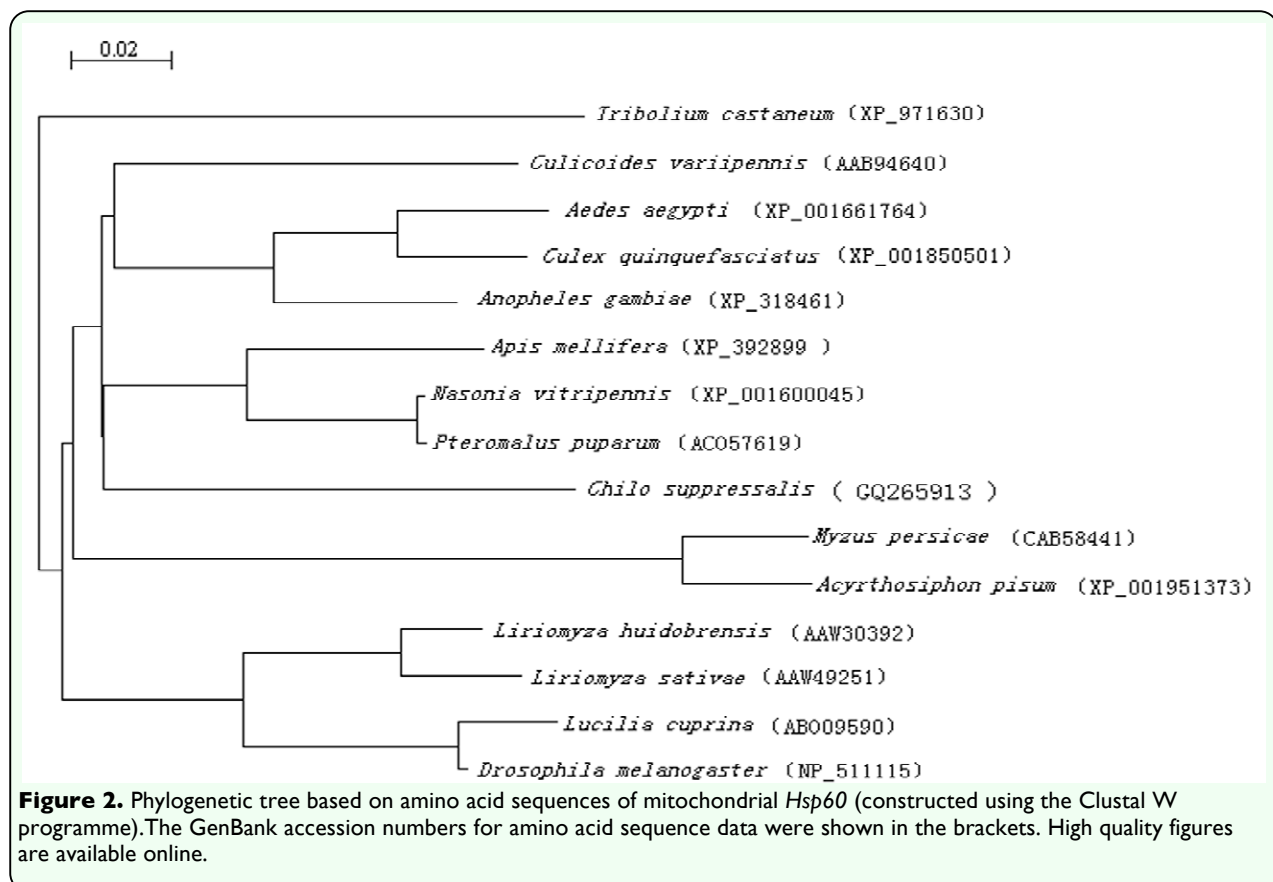 0.02
Tribolium castaneum (XP_971630)
Culicoides variipennis (AAB94640)
Aedes aegypti (XP_001661764)
Culex quinquefasciatus (XP_001850501)
Anopheles gambiae (XP_318461)
Apis mellifera (XP_392899 )
Nasonia vitripennis (XP_001600045)
Pteromalus puparum (ACO57619)
Chilo suppressalis ( GQ265913 )
Myzus persicae (CAB58441)
Acyrthosiphon pisum (XP_001951373)
Liriomyza huidobrensis (AAW30392)
Liriomyza sativae (AAW49251)
Lucilia cuprina (ABO09590)
Drosophila melanogaster (NP_511115)
Figure 2. Phylogenetic tree based on amino acid sequences of mitochondrial Hsp60 (constructed using the Clustal W
programme).The GenBank accession numbers for amino acid sequence data were shown in the brackets. High quality figures
are available online.